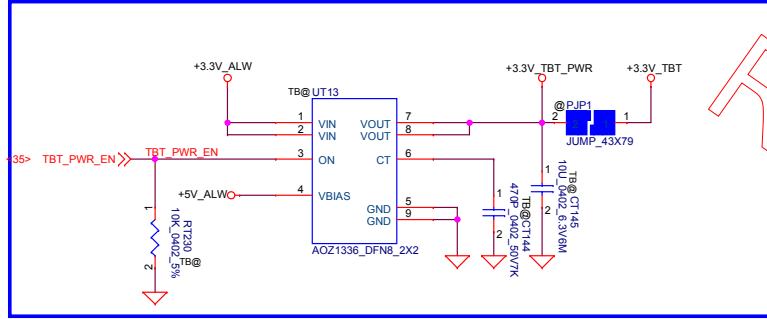 +3.3V_ALW
+3.3V_TBT_PWR
+3.3V_TBT
TB@ UT13
@ PJP1
1 VIN VOUT 7
2 VIN VOUT 8
2 1
JUMP_43X79
<35> TBT_PWR_EN TBT_PWR_EN
3 ON CT 6
+5V_ALW 4 VBIAS
GND 5
GND 9
AOZ1336_DFN8_2X2
1
2
RT230
10K_0402_5%
TB@
1
2
TB@CT144
470P_0402_50V7K
1
2
TB@ CT145
10U_0402_6.3V6M